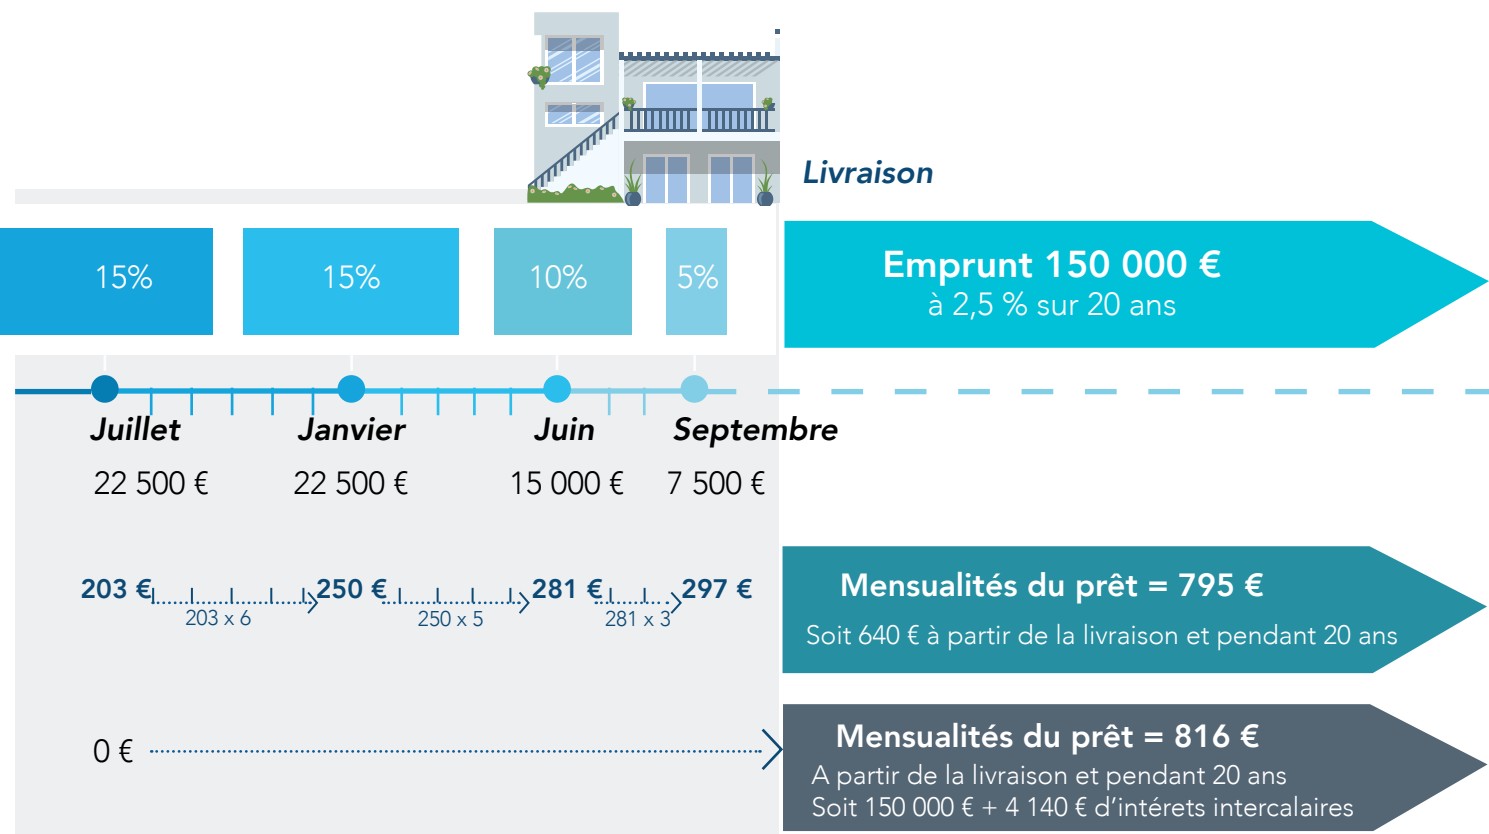 Livraison
15%
15%
10%
5%
Emprunt 150 000 €
à 2,5 % sur 20 ans
Juillet
Janvier
Juin
Septembre
22 500 €
22 500 €
15 000 €
7 500 €
203 €
250 €
281 €
297 €
203 x 6
250 x 5
281 x 3
Mensualités du prêt = 795 €
Soit 640 € à partir de la livraison et pendant 20 ans
0 €
Mensualités du prêt = 816 €
A partir de la livraison et pendant 20 ans
Soit 150 000 € + 4 140 € d’intérets intercalaires